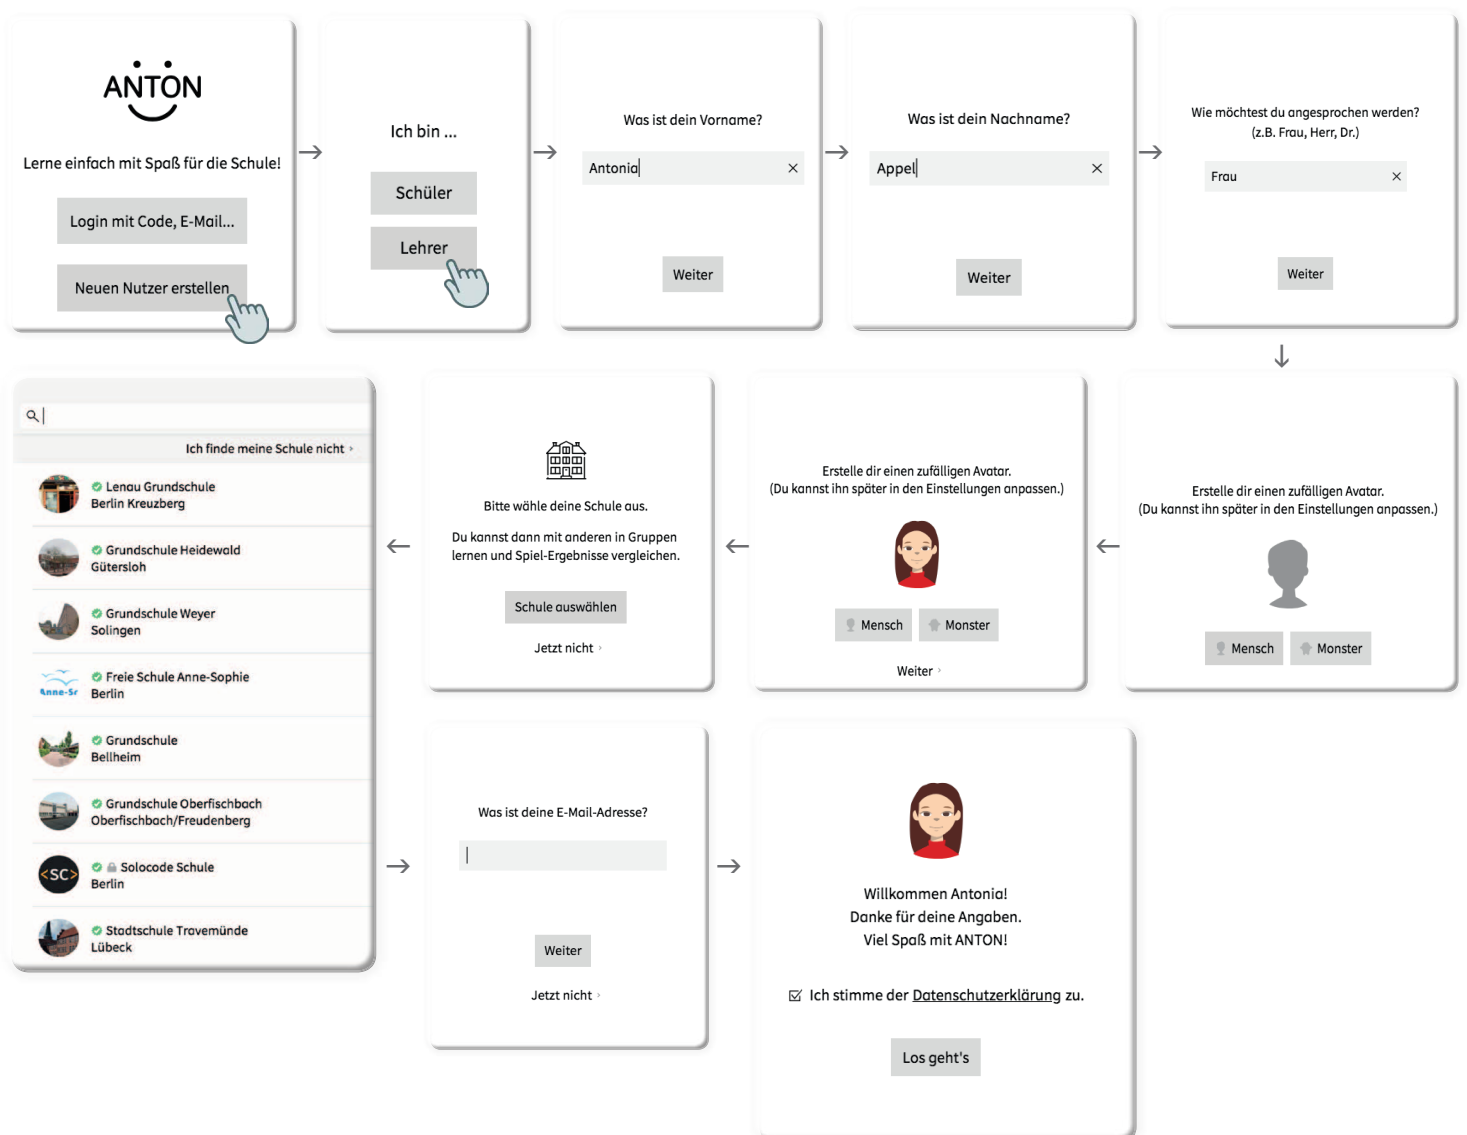 ANTON
Lerne einfach mit Spaß für die Schule!
Login mit Code, E-Mail...
Neuen Nutzer erstellen
Ich bin ...
Schüler
Lehrer
Was ist dein Vorname?
Antonia
Weiter
Was ist dein Nachname?
Appel
Weiter
Wie möchtest du angesprochen werden?
(z.B. Frau, Herr, Dr.)
Frau
Weiter
Erstelle dir einen zufälligen Avatar.
(Du kannst ihn später in den Einstellungen anpassen.)
Mensch
Monster
Erstelle dir einen zufälligen Avatar.
(Du kannst ihn später in den Einstellungen anpassen.)
Mensch
Monster
Weiter
Bitte wähle deine Schule aus.
Du kannst dann mit anderen in Gruppen
lernen und Spiel-Ergebnisse vergleichen.
Schule auswählen
Jetzt nicht
Ich finde meine Schule nicht
Lenau Grundschule
Berlin Kreuzberg
Grundschule Heidewald
Gütersloh
Grundschule Weyer
Solingen
Anne-Sr
Freie Schule Anne-Sophie
Berlin
Grundschule
Bellheim
Grundschule Oberfischbach
Oberfischbach/Freudenberg
<SC>
Solocode Schule
Berlin
Stadtschule Travemünde
Lübeck
Was ist deine E-Mail-Adresse?
Weiter
Jetzt nicht
Willkommen Antonia!
Danke für deine Angaben.
Viel Spaß mit ANTON!
Ich stimme der Datenschutzerklärung zu.
Los geht's